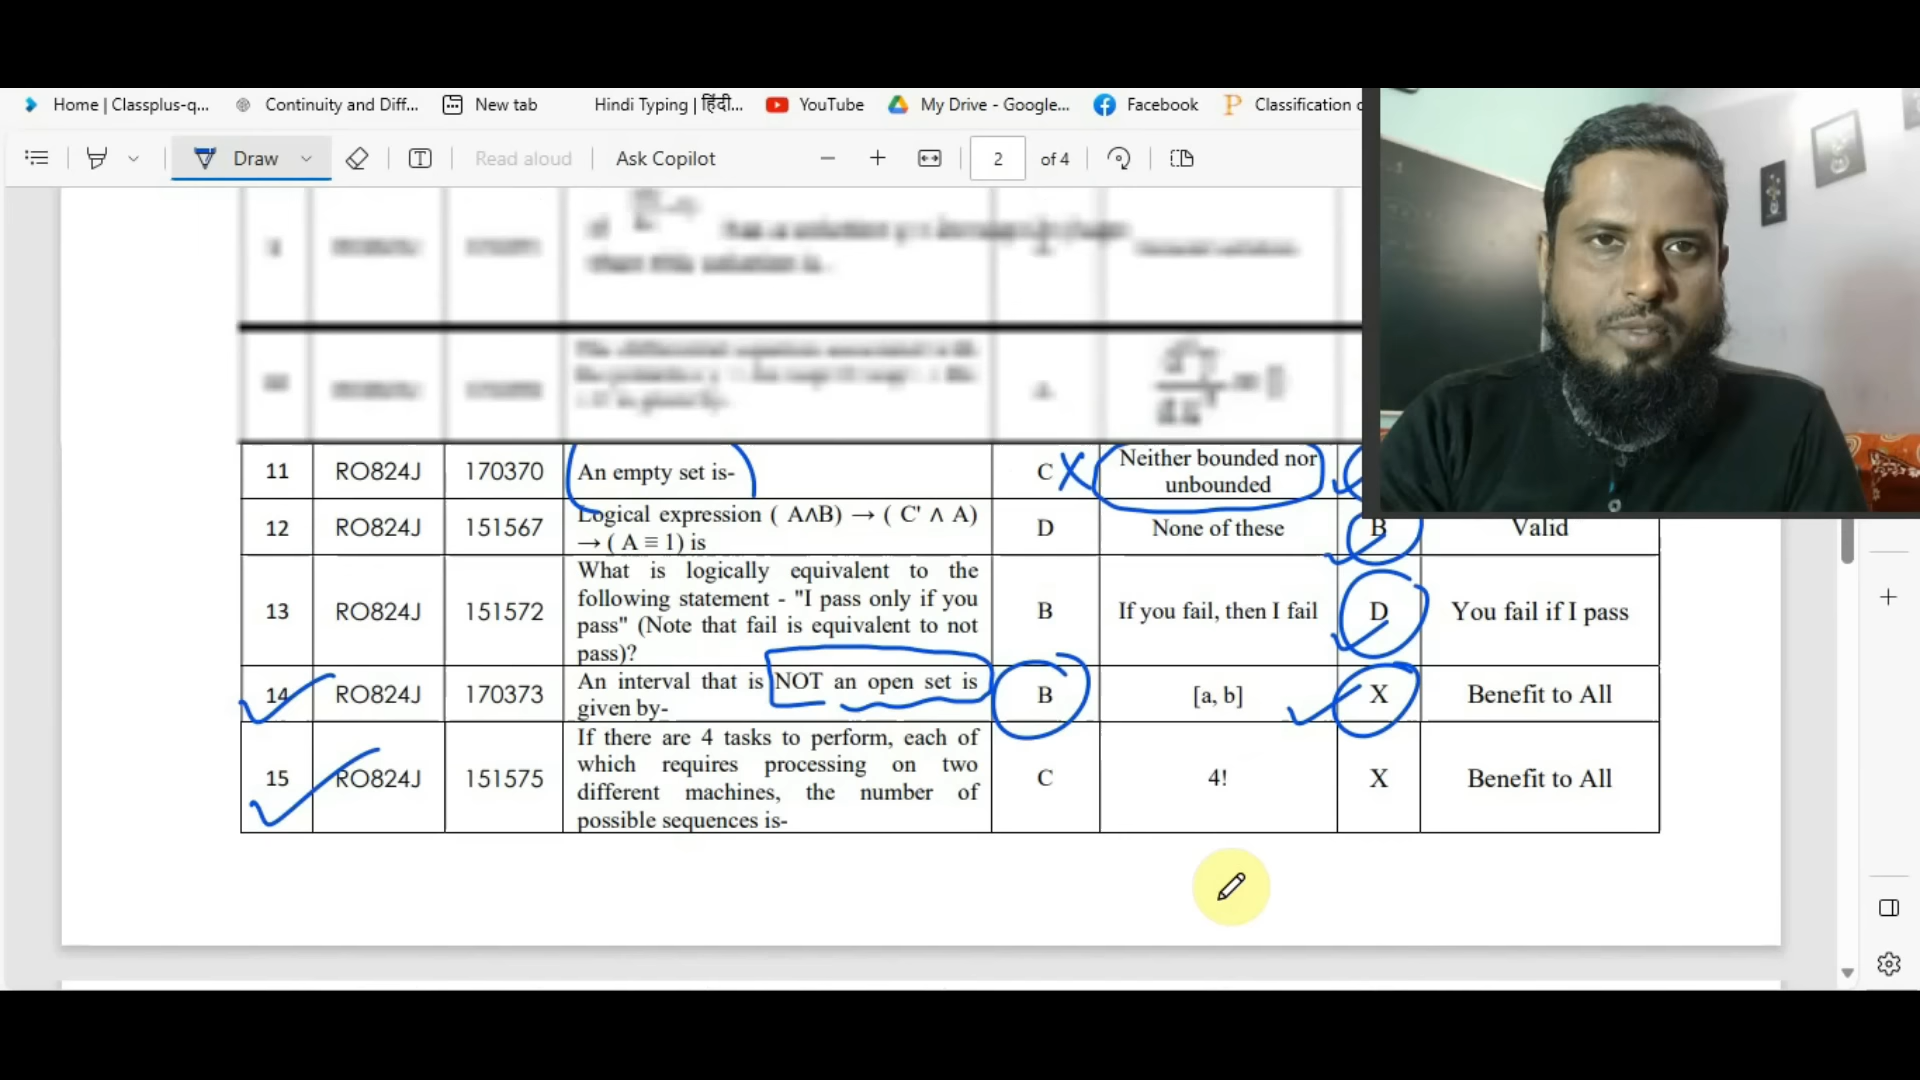 Home | Classplus-q... Continuity and Diff... New tab Hindi Typing | हिंदी... YouTube My Drive - Google... Facebook Classification
Draw Read aloud Ask Copilot 2 of 4
11 RO824J 170370 An empty set is- C X Neither bounded nor
unbounded
12 RO824J 151567 Logical expression ( A∧B) → ( C' ∧ A)
→ ( A ≡ 1) is D None of these B Valid
13 RO824J 151572 What is logically equivalent to the
following statement - "I pass only if you
pass" (Note that fail is equivalent to not
pass)? B If you fail, then I fail D You fail if I pass
14 RO824J 170373 An interval that is NOT an open set is
given by- B [a, b] X Benefit to All
15 RO824J 151575 If there are 4 tasks to perform, each of
which requires processing on two
different machines, the number of
possible sequences is- C 4! X Benefit to All